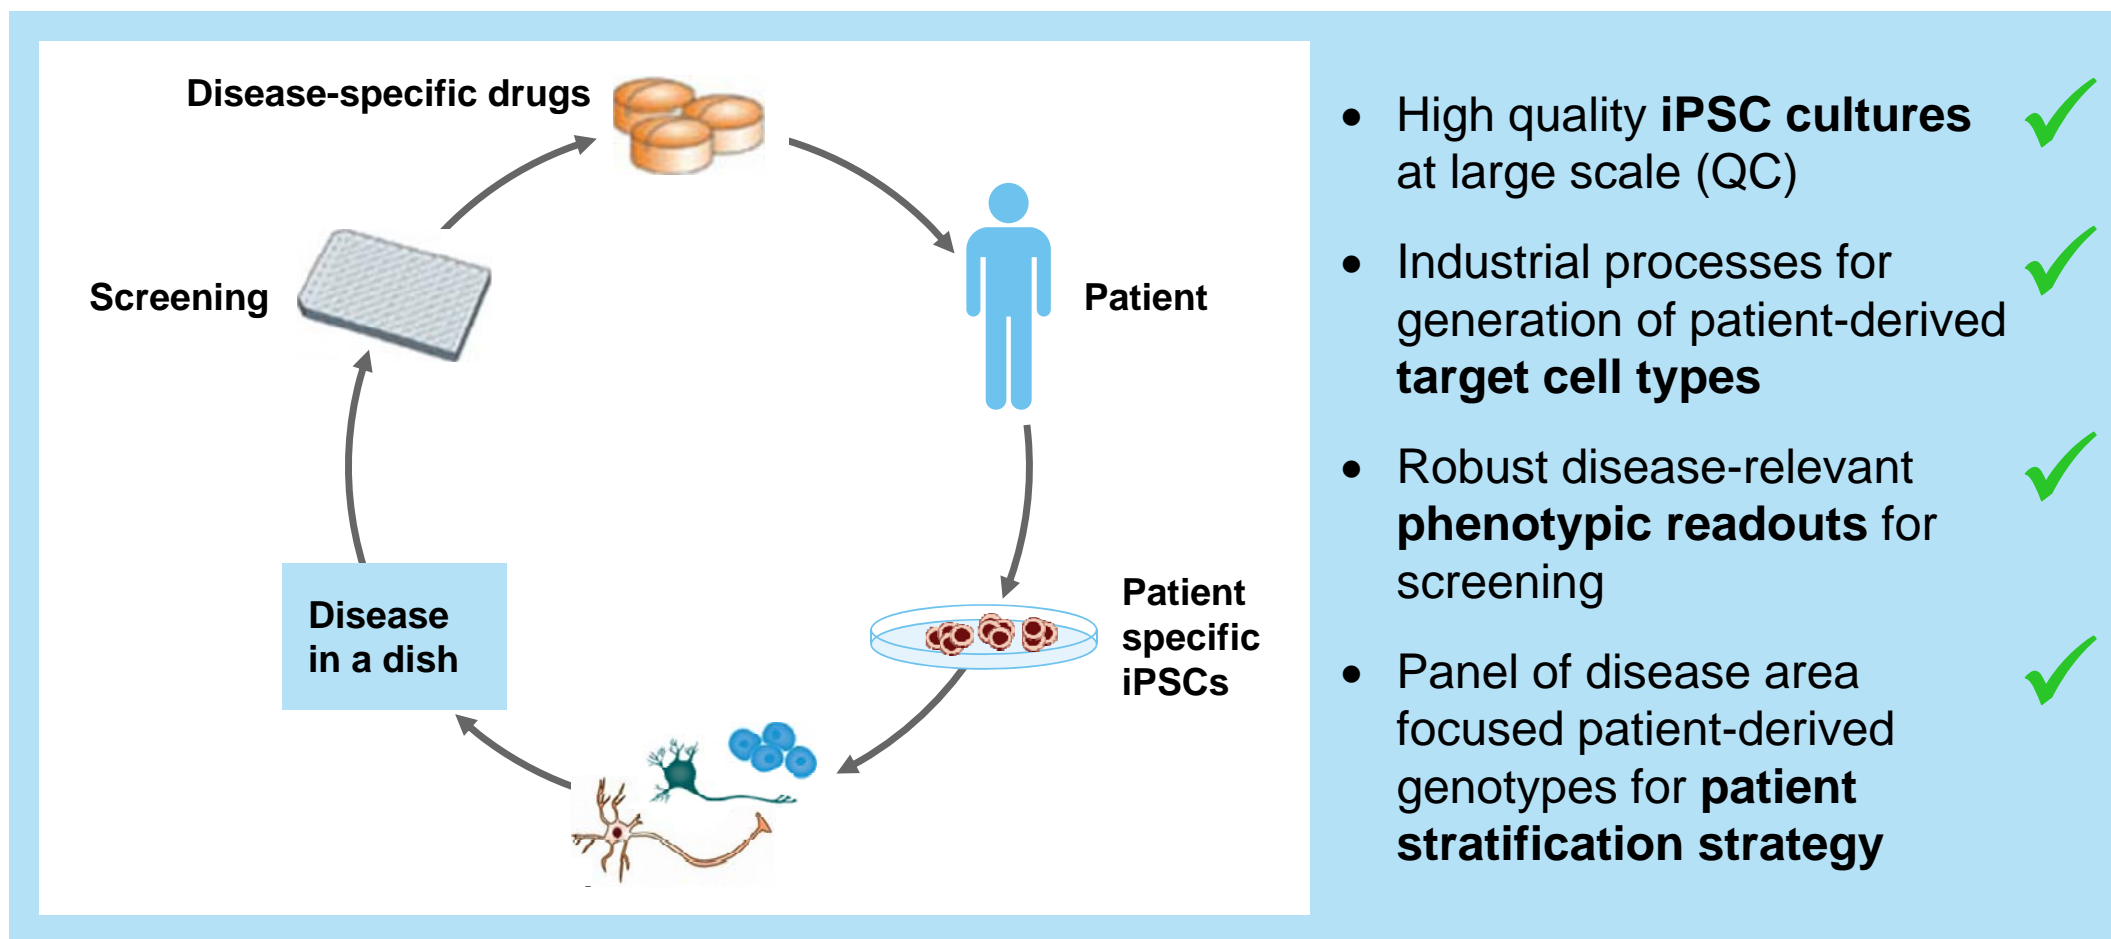 Disease-specific drugs
Screening
Patient
Disease
in a dish
Patient
specific
iPSCs
• High quality iPSC cultures
at large scale (QC)
• Industrial processes for
generation of patient-derived
target cell types
• Robust disease-relevant
phenotypic readouts for
screening
• Panel of disease area
focused patient-derived
genotypes for patient
stratification strategy